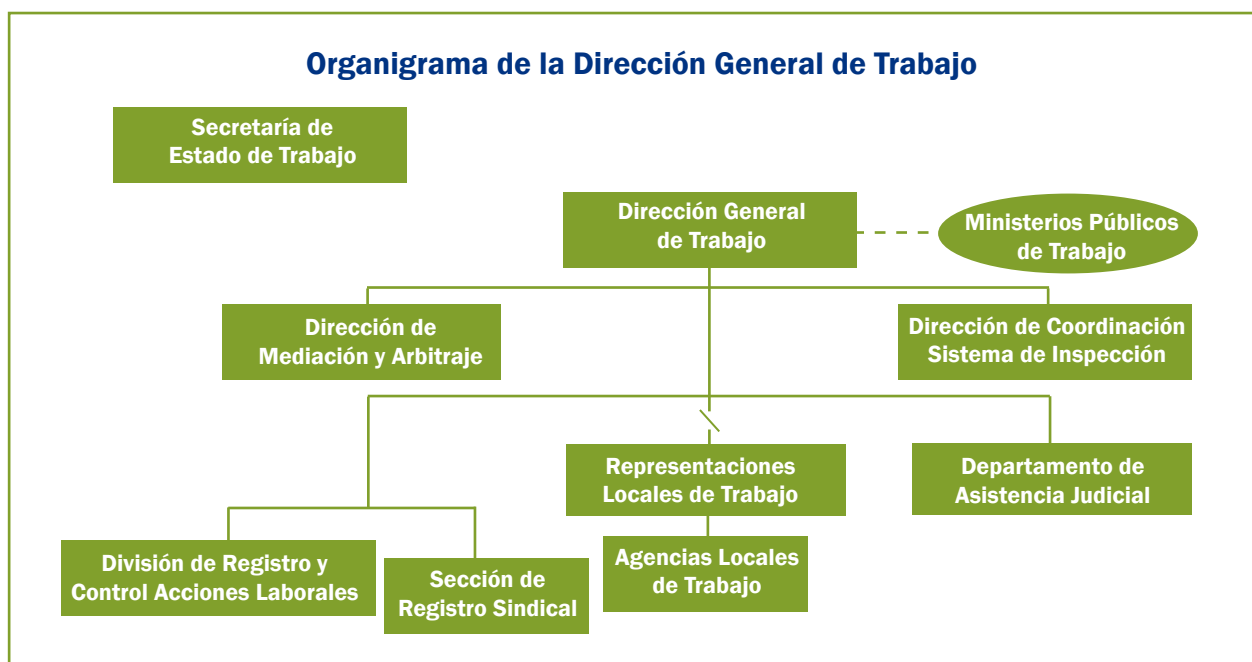 Organigrama de la Dirección General de Trabajo
Secretaría de
Estado de Trabajo
Dirección General
de Trabajo
Ministerios Públicos
de Trabajo
Dirección de
Mediación y Arbitraje
Dirección de Coordinación
Sistema de Inspección
Representaciones
Locales de Trabajo
Departamento de
Asistencia Judicial
División de Registro y
Control Acciones Laborales
Sección de
Registro Sindical
Agencias Locales
de Trabajo